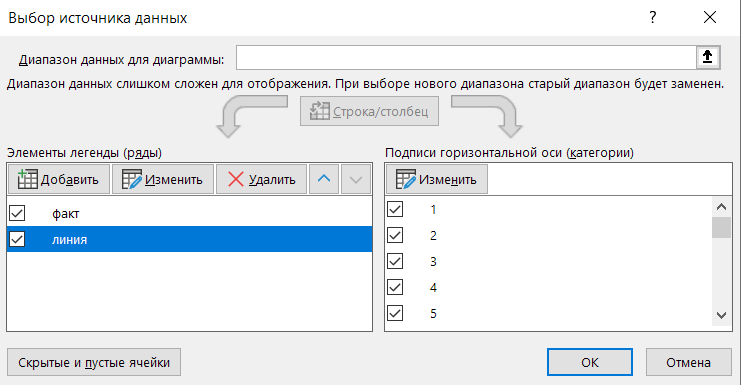 Выбор источника данных
?
Диапазон данных для диаграммы:
Диапазон данных слишком сложен для отображения. При выборе нового диапазона старый диапазон будет заменен.
Строка/столбец
Элементы легенды (ряды)
Добавить Изменить Удалить
факт
линия
Подписи горизонтальной оси (категории)
Изменить
1
2
3
4
5
Скрытые и пустые ячейки
ОК
Отмена